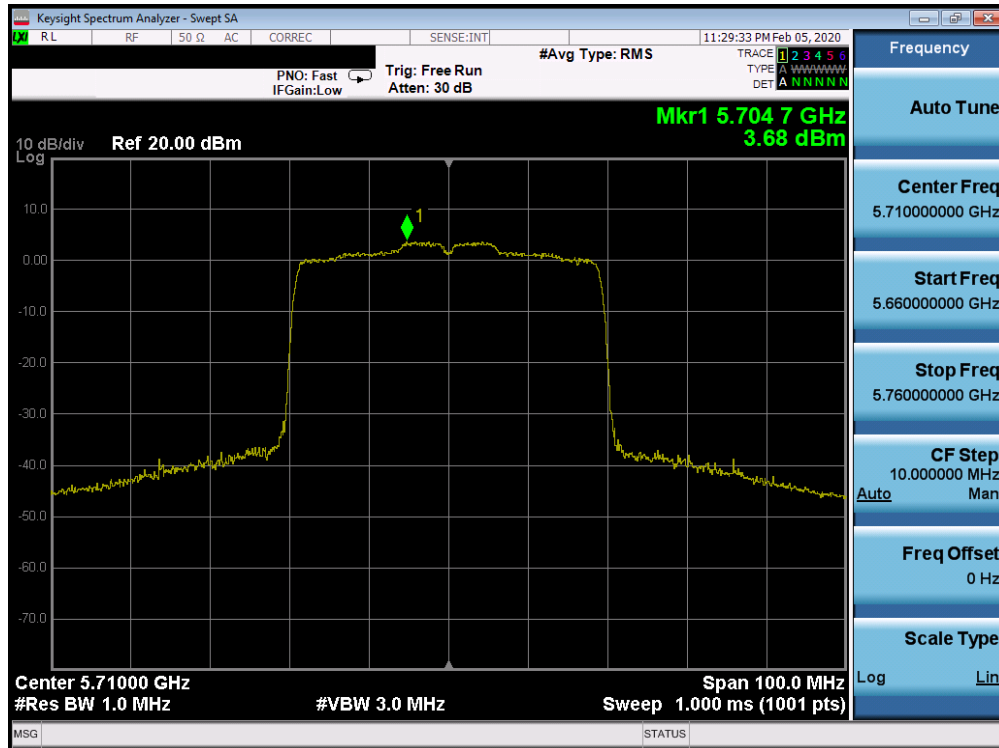 Keysight Spectrum Analyzer - Swept SA
LXI RL RF 50 Ω AC CORREC SENSE:INT 11:29:33 PM Feb 05, 2020
#Avg Type: RMS TRACE 1 2 3 4 5 6
PNO: Fast Trig: Free Run TYPE A WWWWW
IFGain:Low Atten: 30 dB DET A N N N N N
Mkr1 5.704 7 GHz
3.68 dBm
10 dB/div Ref 20.00 dBm
Log
1
10.0
0.00
-10.0
-20.0
-30.0
-40.0
-50.0
-60.0
-70.0
Center 5.71000 GHz Span 100.0 MHz
#Res BW 1.0 MHz #VBW 3.0 MHz Sweep 1.000 ms (1001 pts)
MSG STATUS
Frequency
Auto Tune
Center Freq
5.710000000 GHz
Start Freq
5.660000000 GHz
Stop Freq
5.760000000 GHz
CF Step
10.000000 MHz
Auto Man
Freq Offset
0 Hz
Scale Type
Log Lin